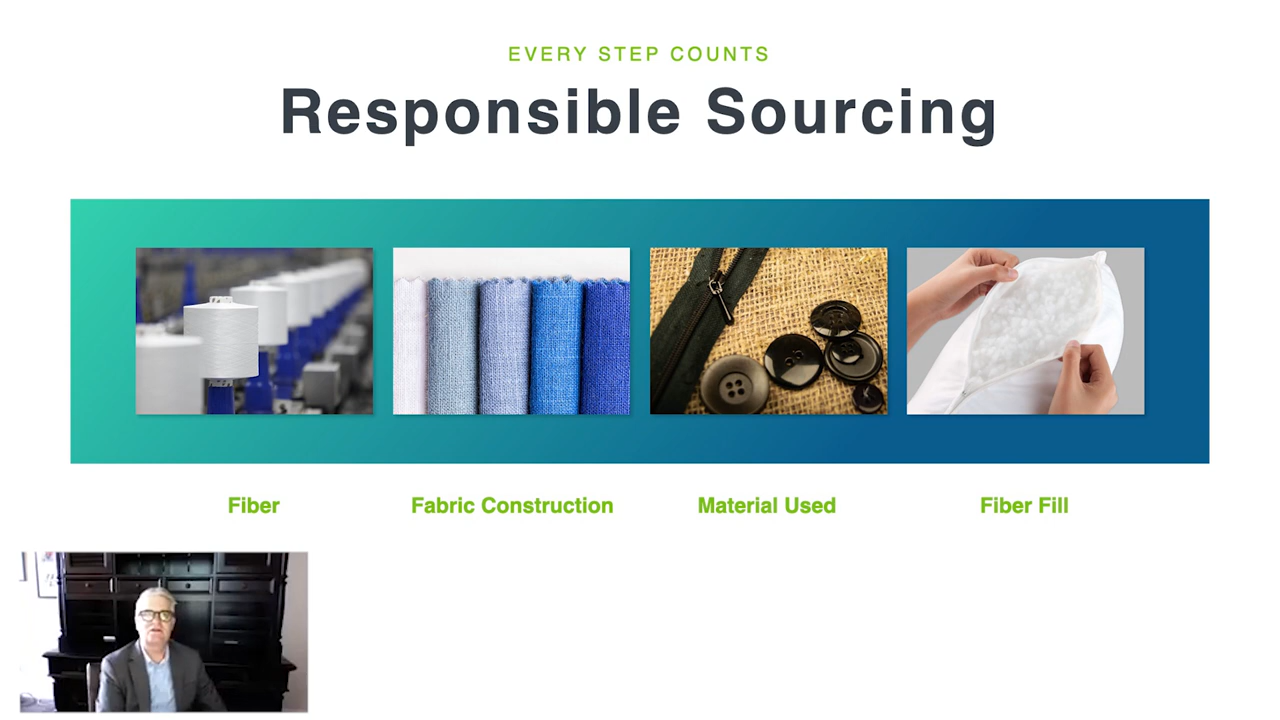 EVERY STEP COUNTS
Responsible Sourcing
Fiber
Fabric Construction
Material Used
Fiber Fill